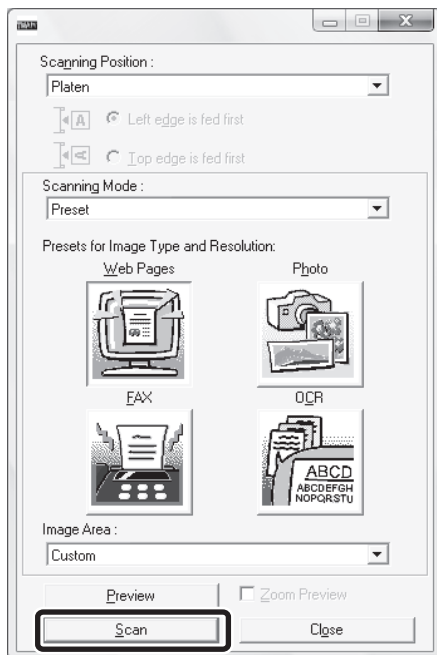 Scanning Position :
Platen
A Left edge is fed first
A Top edge is fed first
Scanning Mode :
Preset
Presets for Image Type and Resolution:
Web Pages Photo
FAX OCR
ABCD
ABCDEFGH
NOPQRSTU
Image Area :
Custom
Preview Zoom Preview
Scan Close